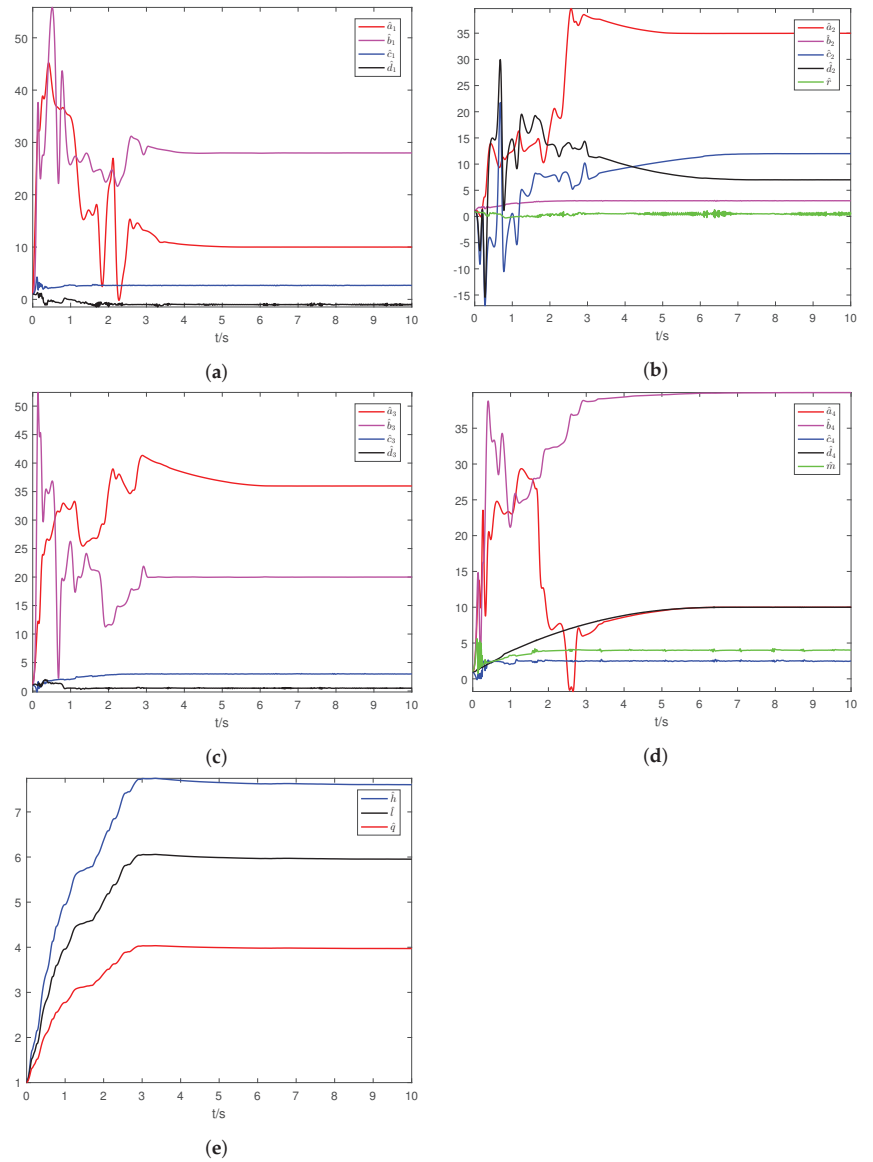 50
40
30
20
10
0
0 1 2 3 4 5 6 7 8 9 10
t/s
â₁
b̂₁
ĉ₁
d̂₁
(a)
35
30
25
20
15
10
5
0
-5
-10
-15
0 1 2 3 4 5 6 7 8 9 10
t/s
â₂
b̂₂
ĉ₂
d̂₂
r̂
(b)
50
45
40
35
30
25
20
15
10
5
0
0 1 2 3 4 5 6 7 8 9 10
t/s
â₃
b̂₃
ĉ₃
d̂₃
(c)
35
30
25
20
15
10
5
0
0 1 2 3 4 5 6 7 8 9 10
t/s
â₄
b̂₄
ĉ₄
d̂₄
m̂
(d)
7
6
5
4
3
2
1
0 1 2 3 4 5 6 7 8 9 10
t/s
ĥ
l̂
q̂
(e)